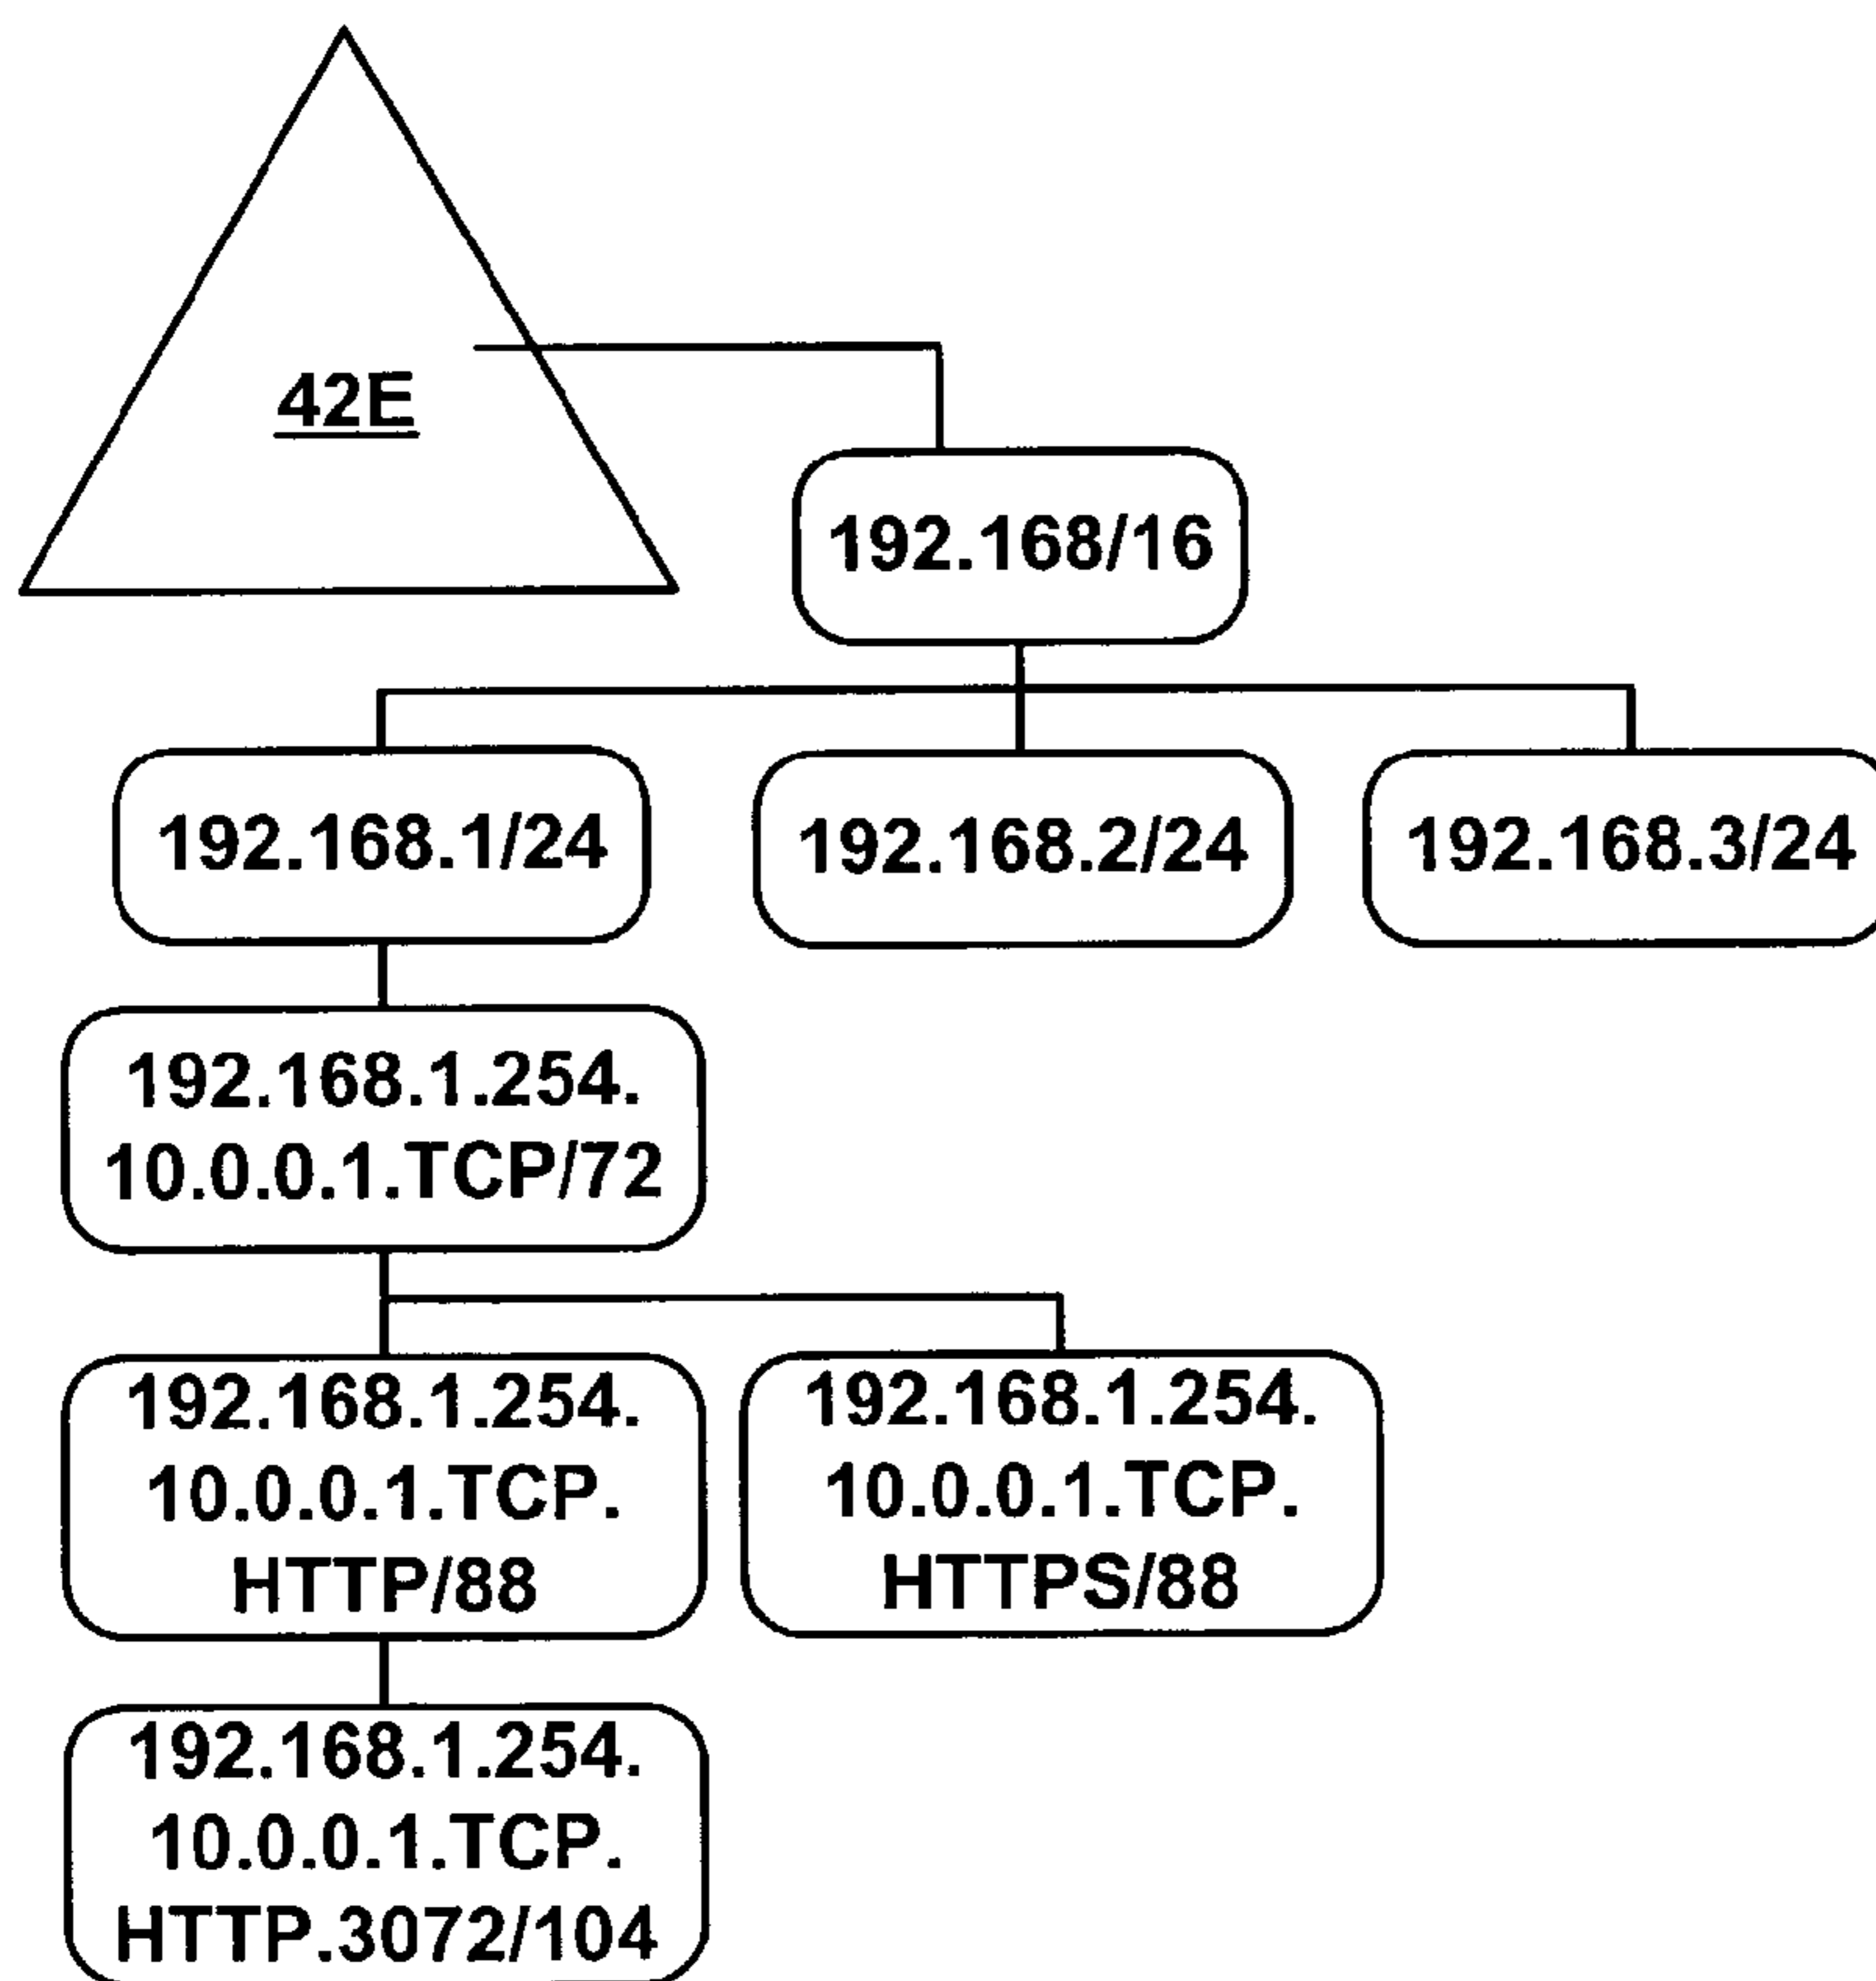 42E
192.168/16
192.168.1/24
192.168.2/24
192.168.3/24
192.168.1.254.
10.0.0.1.TCP/72
192.168.1.254.
10.0.0.1.TCP.
HTTP/88
192.168.1.254.
10.0.0.1.TCP.
HTTPS/88
192.168.1.254.
10.0.0.1.TCP.
HTTP.3072/104